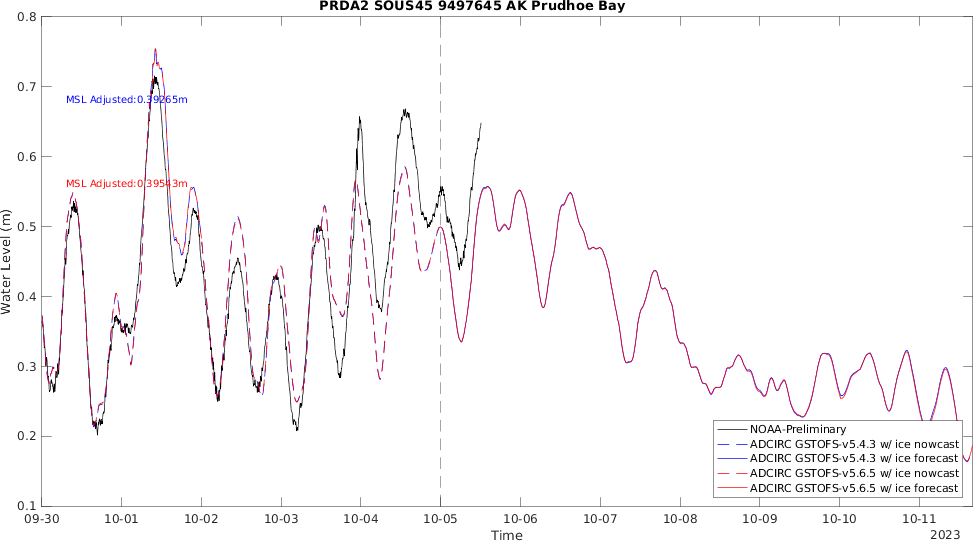 PRDA2 SOUS45 9497645 AK Prudhoe Bay
0.8
0.7
0.6
0.5
0.4
0.3
0.2
0.1
Water Level (m)
MSL Adjusted:0.39265m
MSL Adjusted:0.39543m
NOAA-Preliminary
ADCIRC GSTOFS-v5.4.3 w/ ice nowcast
ADCIRC GSTOFS-v5.4.3 w/ ice forecast
ADCIRC GSTOFS-v5.6.5 w/ ice nowcast
ADCIRC GSTOFS-v5.6.5 w/ ice forecast
09-30 10-01 10-02 10-03 10-04 10-05 10-06 10-07 10-08 10-09 10-10 10-11
Time
2023